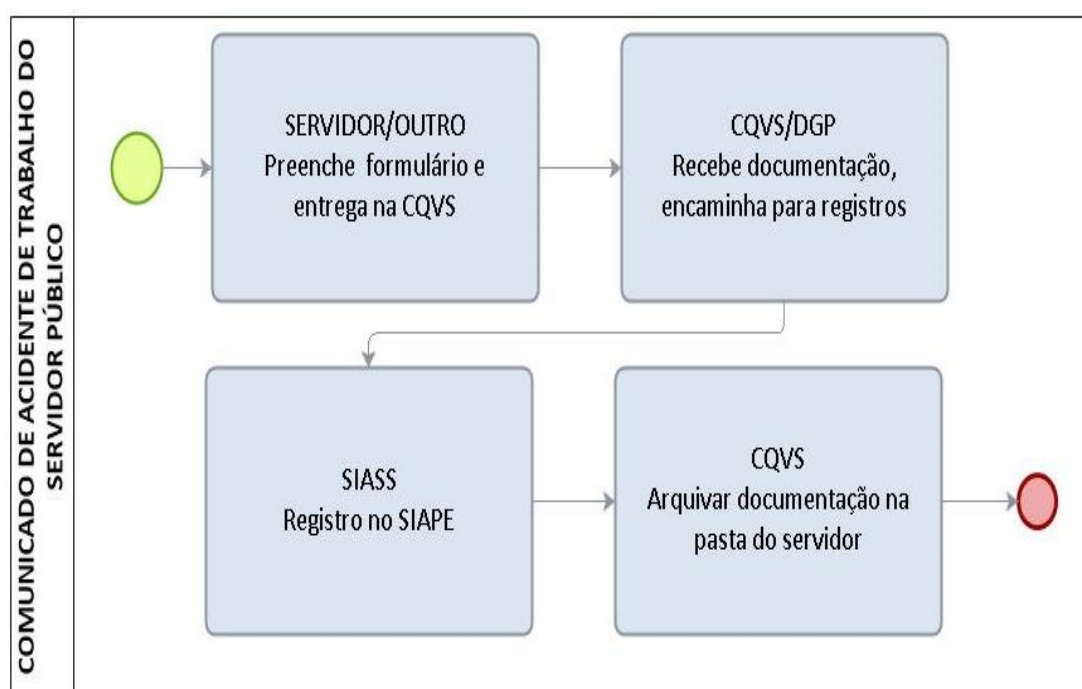 COMUNICADO DE ACIDENTE DE TRABALHO DO
SERVIDOR PÚBLICO
SERVIDOR/OUTRO
Preenche formulário e
entrega na CQVS
CQVS/DGP
Recebe documentação,
encaminha para registros
SIASS
Registro no SIAPE
CQVS
Arquivar documentação na
pasta do servidor